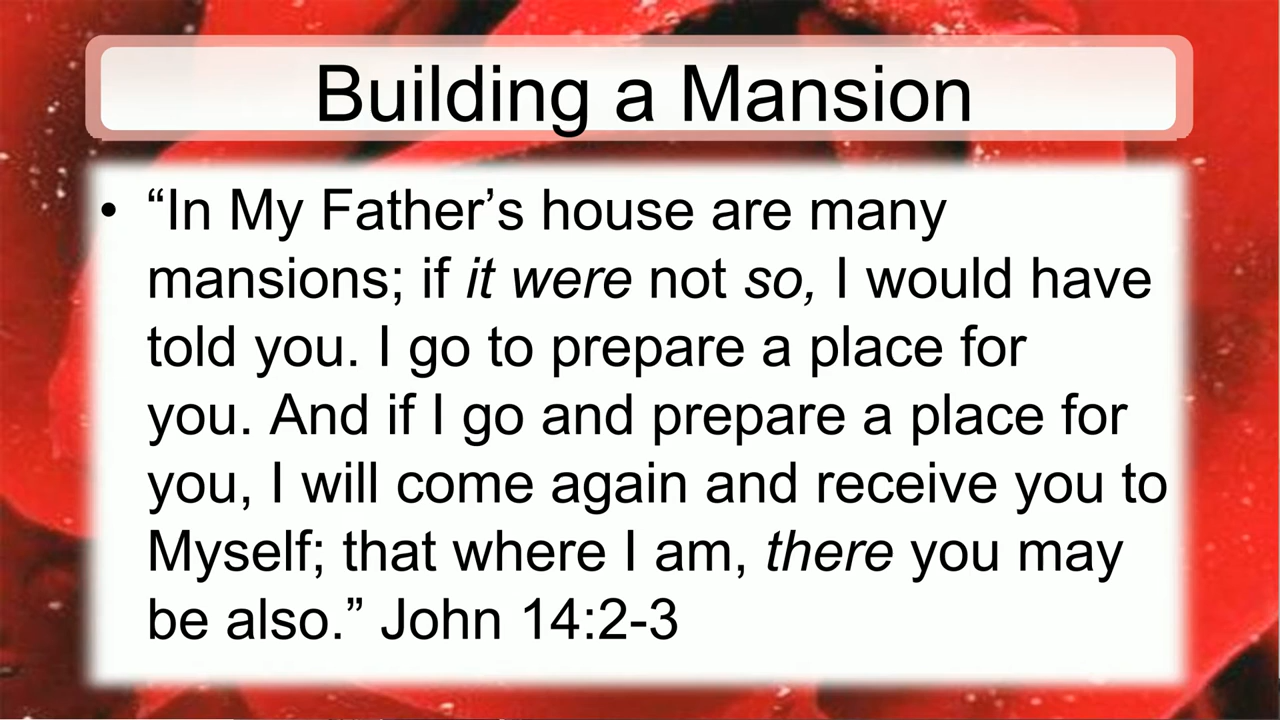 Building a Mansion
• “In My Father’s house are many
mansions; if it were not so, I would have
told you. I go to prepare a place for
you. And if I go and prepare a place for
you, I will come again and receive you to
Myself; that where I am, there you may
be also.” John 14:2-3